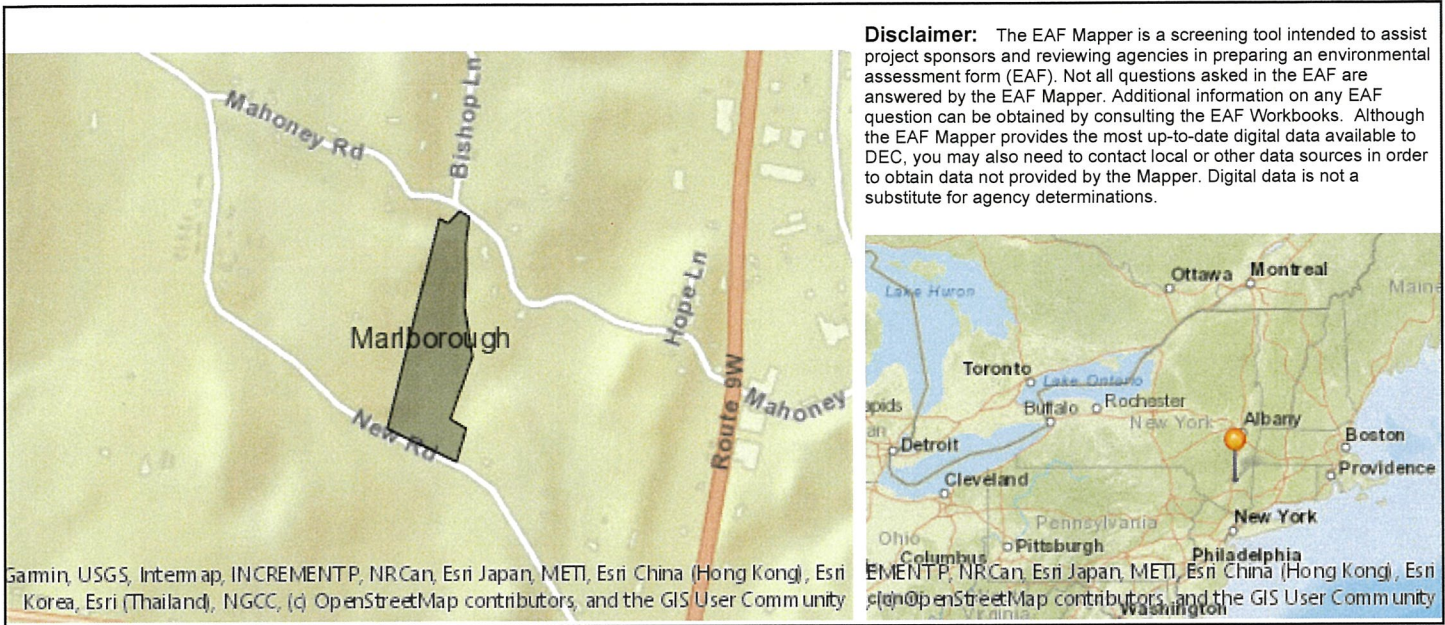 Disclaimer: The EAF Mapper is a screening tool intended to assist
project sponsors and reviewing agencies in preparing an environmental
assessment form (EAF). Not all questions asked in the EAF are
answered by the EAF Mapper. Additional information on any EAF
question can be obtained by consulting the EAF Workbooks. Although
the EAF Mapper provides the most up-to-date digital data available to
DEC, you may also need to contact local or other data sources in order
to obtain data not provided by the Mapper. Digital data is not a
substitute for agency determinations.
Bishop Ln
Mahoney Rd
Hope Ln
Marlborough
Route 9W
Mahoney
New Rd
Garmin, USGS, Intermap, INCREMENT P, NRCan, Esri Japan, METI, Esri China (Hong Kong), Esri
Korea, Esri (Thailand), NGCC, (c) OpenStreetMap contributors, and the GIS User Community
Ottawa
Montreal
Lake Huron
Maine
Toronto
Lake Ontario
Rochester
apids
Buffalo
New York
Albany
an
Detroit
Boston
Providence
Cleveland
New York
Pennsylvania
Ohio
Pittsburgh
Columbus
Philadelphia
EMENT P, NRCan, Esri Japan, METI, Esri China (Hong Kong), Esri
(c) OpenStreetMap contributors, and the GIS User Community
Washington
Virginia